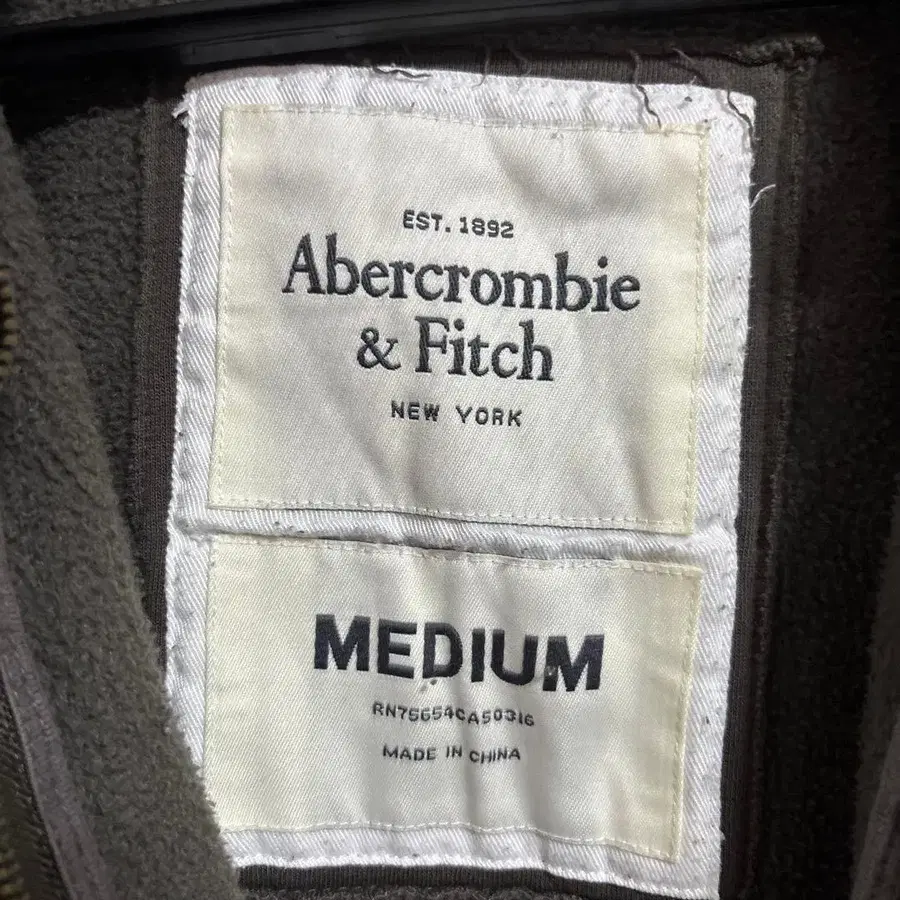 EST. 1892
Abercrombie
& Fitch
NEW YORK
MEDIUM
RN75654CA50316
MADE IN CHINA